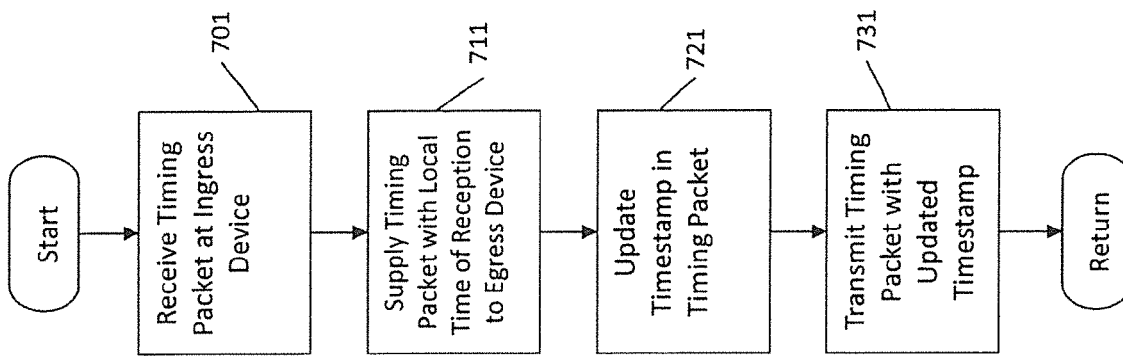 Start
Receive Timing
Packet at Ingress
Device
701
Supply Timing
Packet with Local
Time of Reception
to Egress Device
711
Update
Timestamp in
Timing Packet
721
Transmit Timing
Packet with
Updated
Timestamp
731
Return